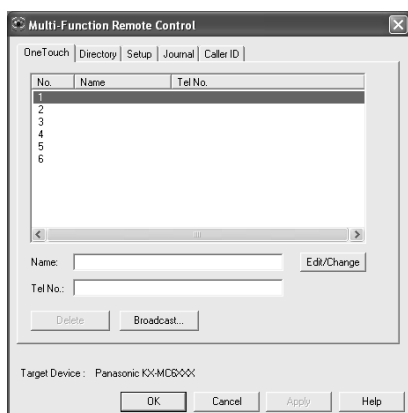 Multi-Function Remote Control
OneTouch Directory Setup Journal Caller ID
No. Name Tel No.
1
2
3
4
5
6
Name:
Edit/Change
Tel No.:
Delete Broadcast...
Target Device : Panasonic KX-MC6XXX
OK Cancel Apply Help